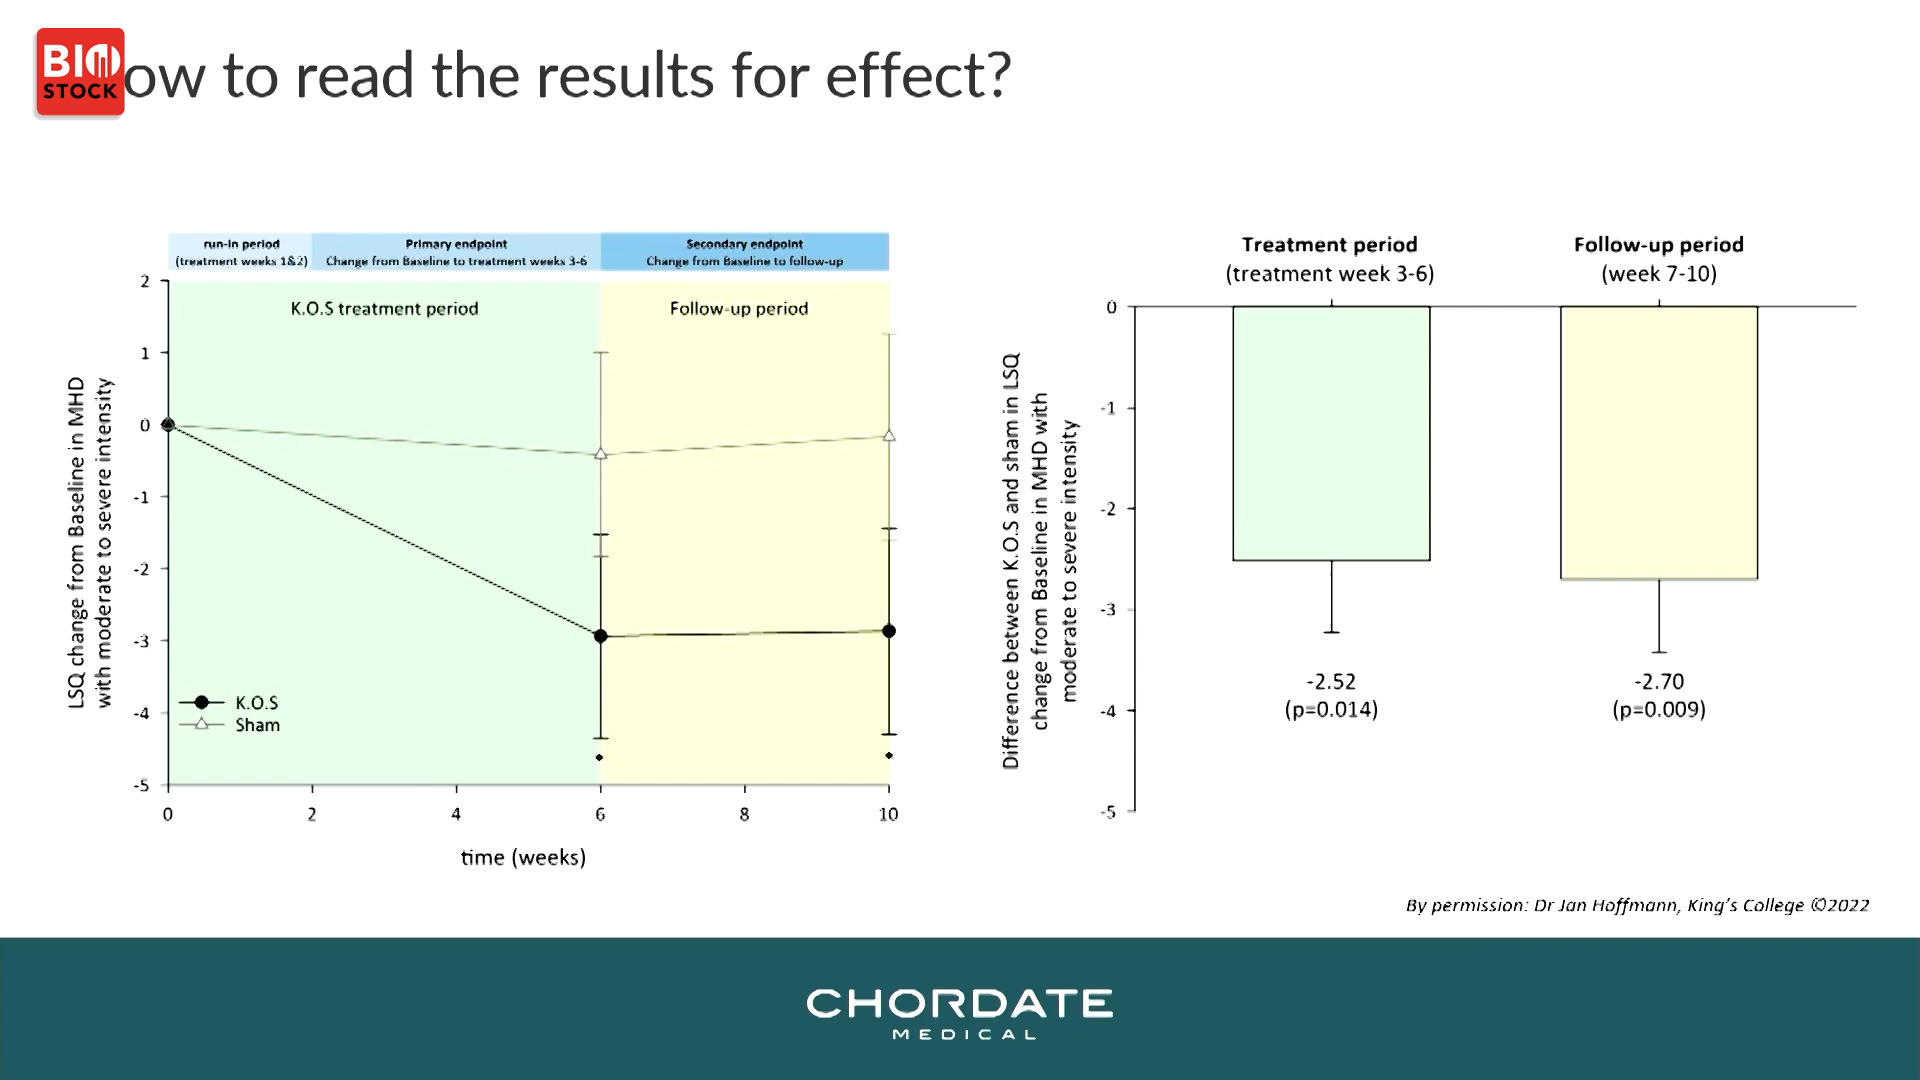 BIO
STOCK
ow to read the results for effect?
run-in period
(treatment weeks 1&2)
Primary endpoint
Change from Baseline to treatment weeks 3-6
Secondary endpoint
Change from Baseline to follow-up
K.O.S treatment period
Follow-up period
LSQ change from Baseline in MHD
with moderate to severe intensity
2
1
0
-1
-2
-3
-4
-5
K.O.S
Sham
0
2
4
6
8
10
time (weeks)
Treatment period
(treatment week 3-6)
Follow-up period
(week 7-10)
Difference between K.O.S and sham in LSQ
change from Baseline in MHD with
moderate to severe intensity
0
-1
-2
-3
-4
-5
-2.52
(p=0.014)
-2.70
(p=0.009)
By permission: Dr Jan Hoffmann, King's College ©2022
CHORDATE
MEDICAL